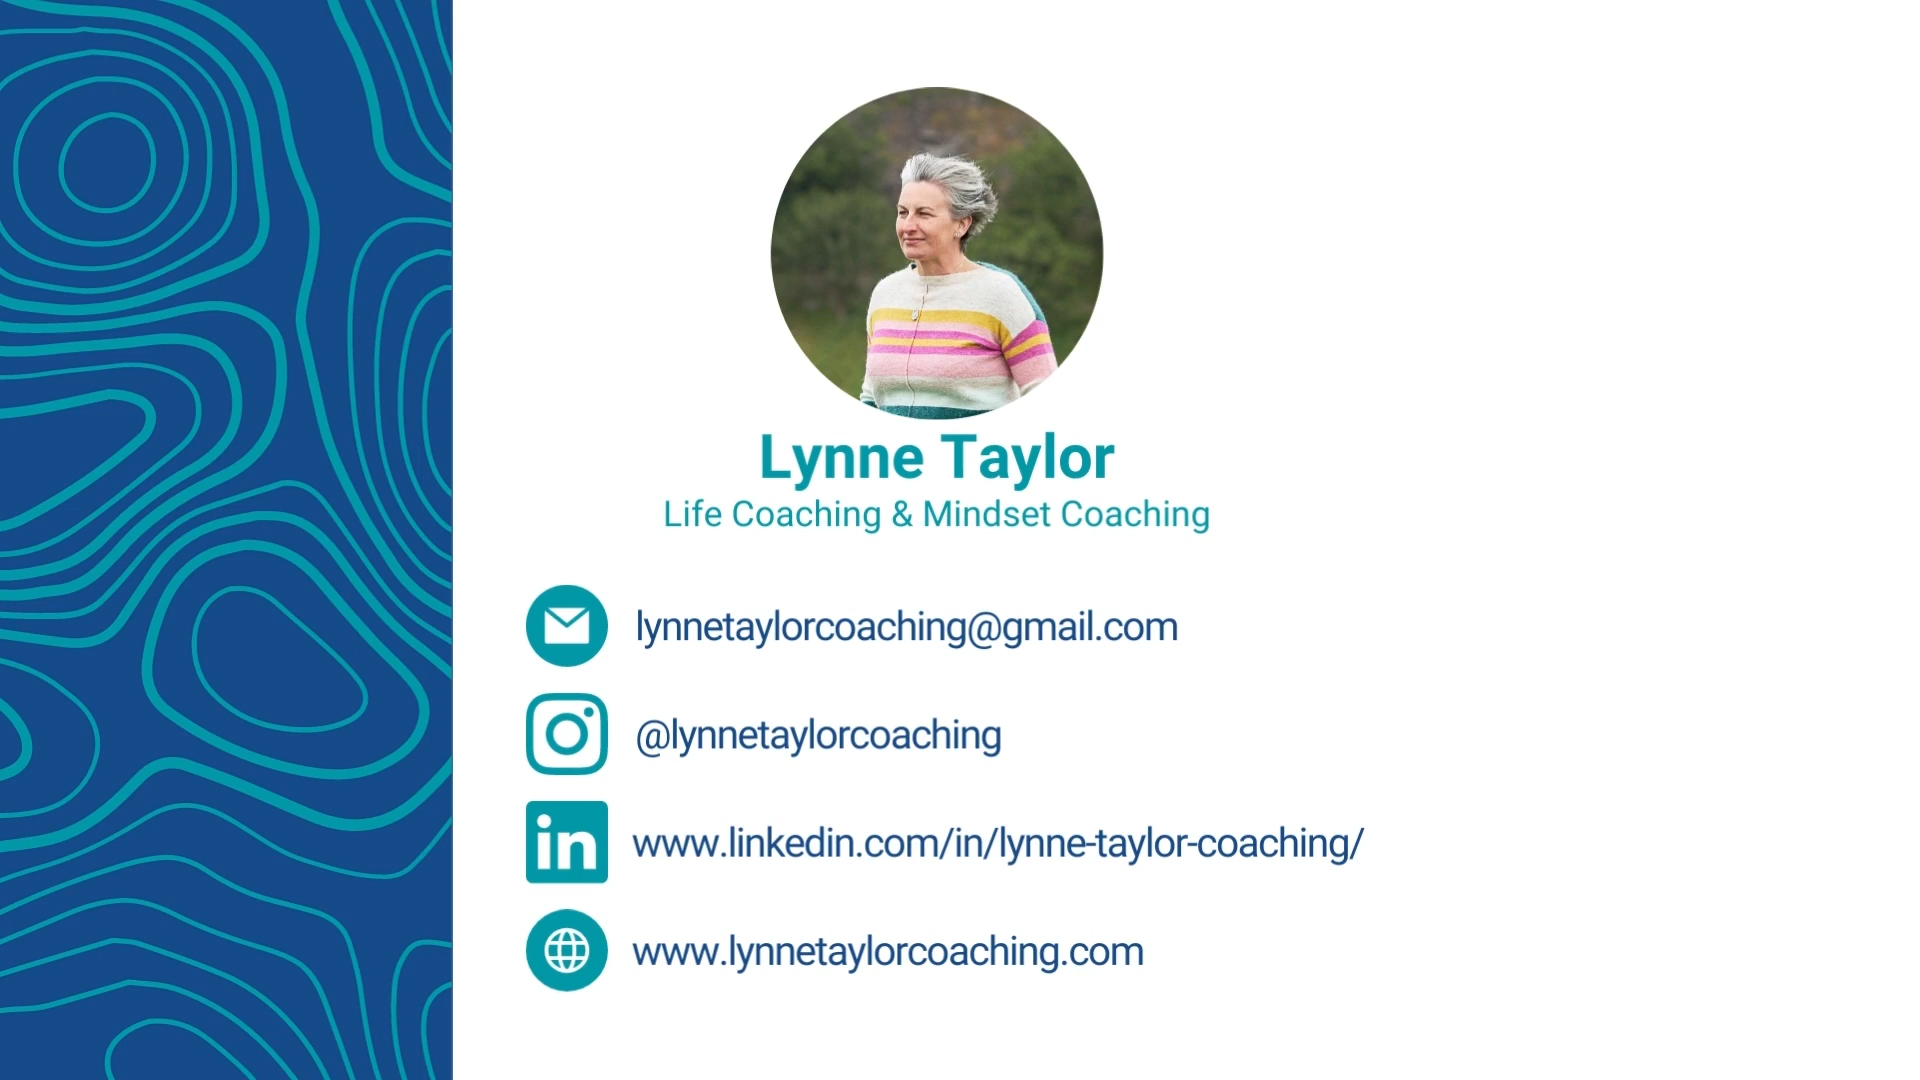 Lynne Taylor
Life Coaching & Mindset Coaching
lynnetaylorcoaching@gmail.com
@lynnetaylorcoaching
in
www.linkedin.com/in/lynne-taylor-coaching/
www.lynnetaylorcoaching.com